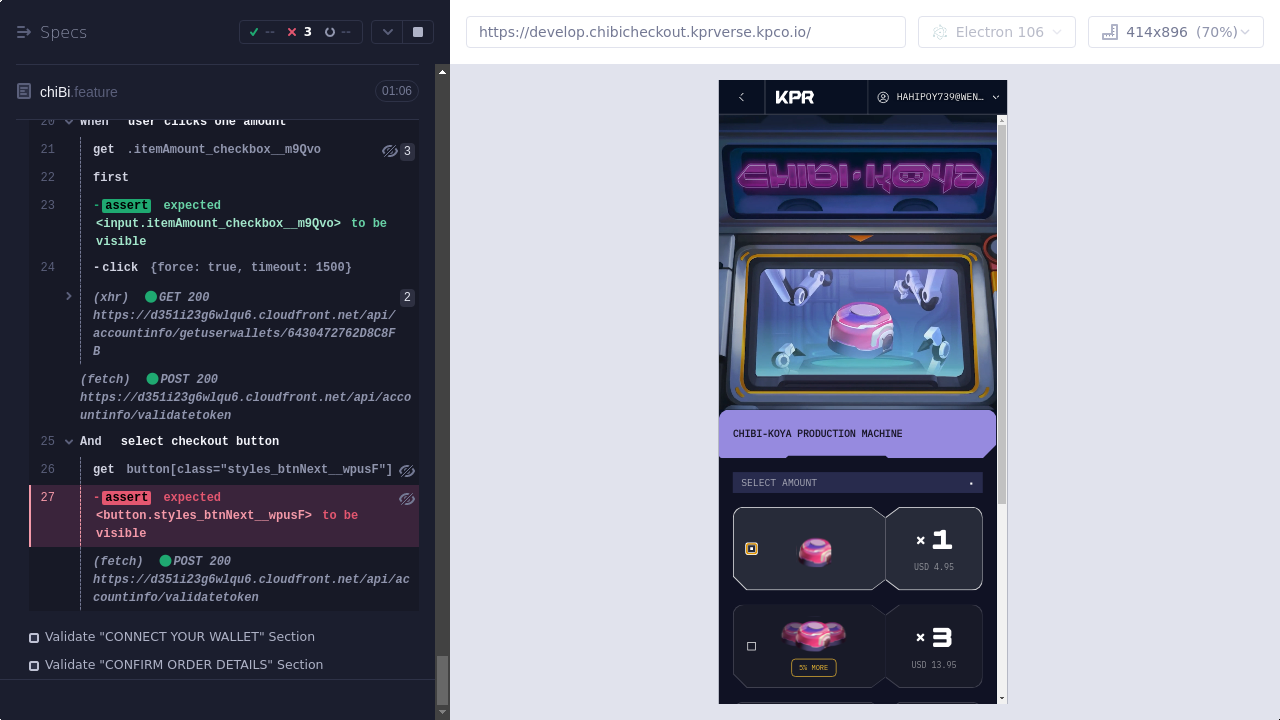 Specs
-- 3 --
chiBi.feature 01:06
20 When user clicks one amount
21 get .itemAmount_checkbox__m9Qvo 3
22 first
23 -assert expected
<input.itemAmount_checkbox__m9Qvo> to be
visible
24 -click {force: true, timeout: 1500}
(xhr) GET 200 2
https://d351i23g6wlqu6.cloudfront.net/api/
accountinfo/getuserwallets/6430472762D8C8F
B
(fetch) POST 200
https://d351i23g6wlqu6.cloudfront.net/api/acco
untinfo/validatetoken
25 And select checkout button
26 get button[class="styles_btnNext__wpusF"]
27 -assert expected
<button.styles_btnNext__wpusF> to be
visible
(fetch) POST 200
https://d351i23g6wlqu6.cloudfront.net/api/ac
countinfo/validatetoken
Validate "CONNECT YOUR WALLET" Section
Validate "CONFIRM ORDER DETAILS" Section
https://develop.chibicheckout.kprverse.kpco.io/
Electron 106
414x896 (70%)
KPR
HAHIPOY739@WEN…
CHIBI·KOYA
CHIBI-KOYA PRODUCTION MACHINE
SELECT AMOUNT
×1
USD 4.95
×3
USD 13.95
5% MORE